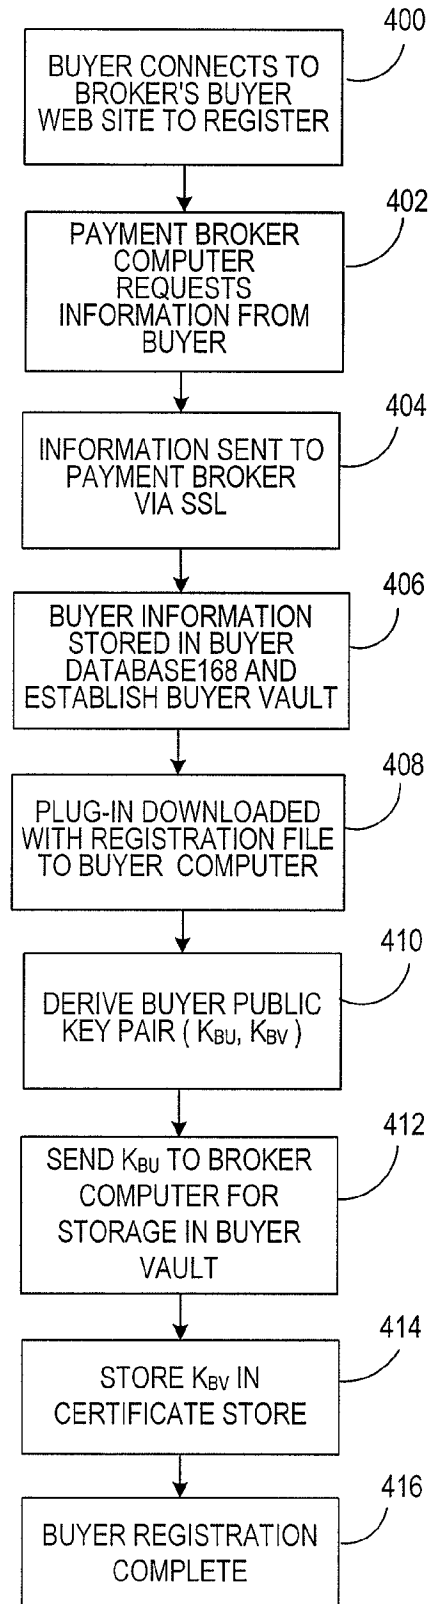 400
BUYER CONNECTS TO
BROKER'S BUYER
WEB SITE TO REGISTER
402
PAYMENT BROKER
COMPUTER
REQUESTS
INFORMATION FROM
BUYER
404
INFORMATION SENT TO
PAYMENT BROKER
VIA SSL
406
BUYER INFORMATION
STORED IN BUYER
DATABASE168 AND
ESTABLISH BUYER VAULT
408
PLUG-IN DOWNLOADED
WITH REGISTRATION FILE
TO BUYER COMPUTER
410
DERIVE BUYER PUBLIC
KEY PAIR ( KBU, KBV )
412
SEND KBU TO BROKER
COMPUTER FOR
STORAGE IN BUYER
VAULT
414
STORE KBV IN
CERTIFICATE STORE
416
BUYER REGISTRATION
COMPLETE